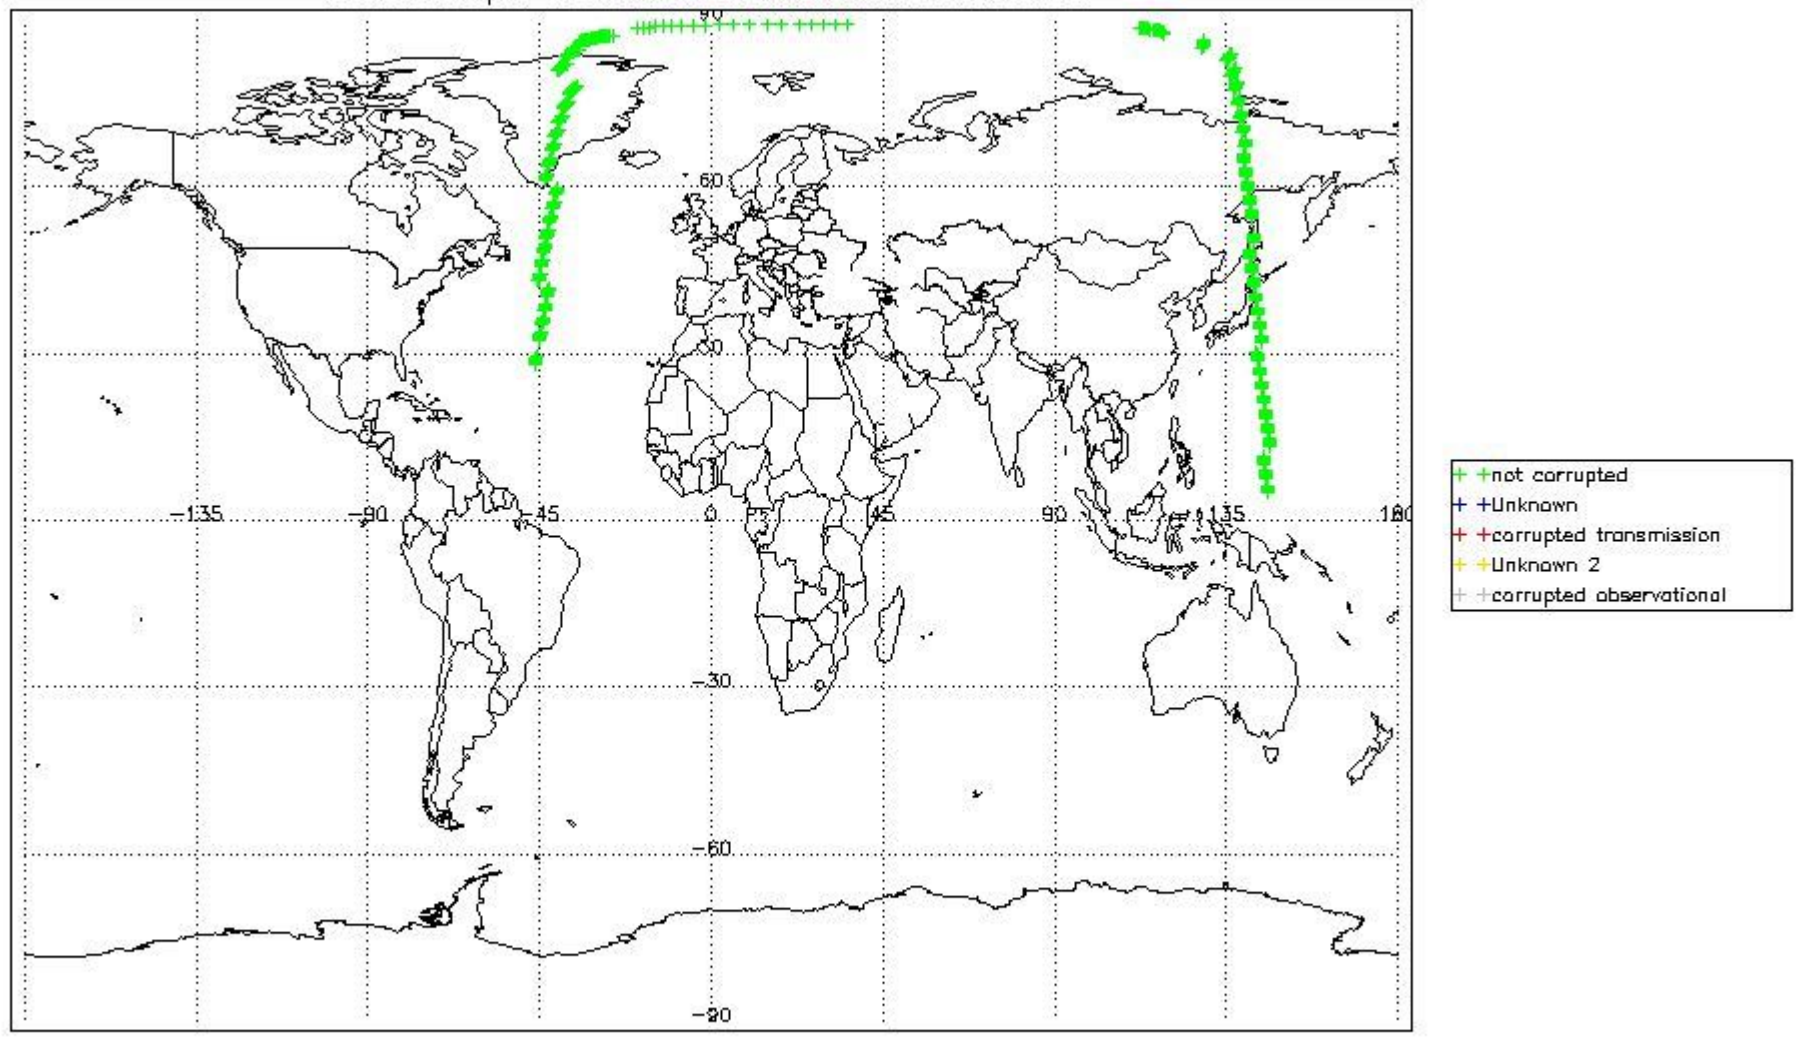 90
60
30
-135 -90 -45 0 45 90 135 180
-30
-60
-90
not corrupted
Unknown
corrupted transmission
Unknown 2
corrupted observational